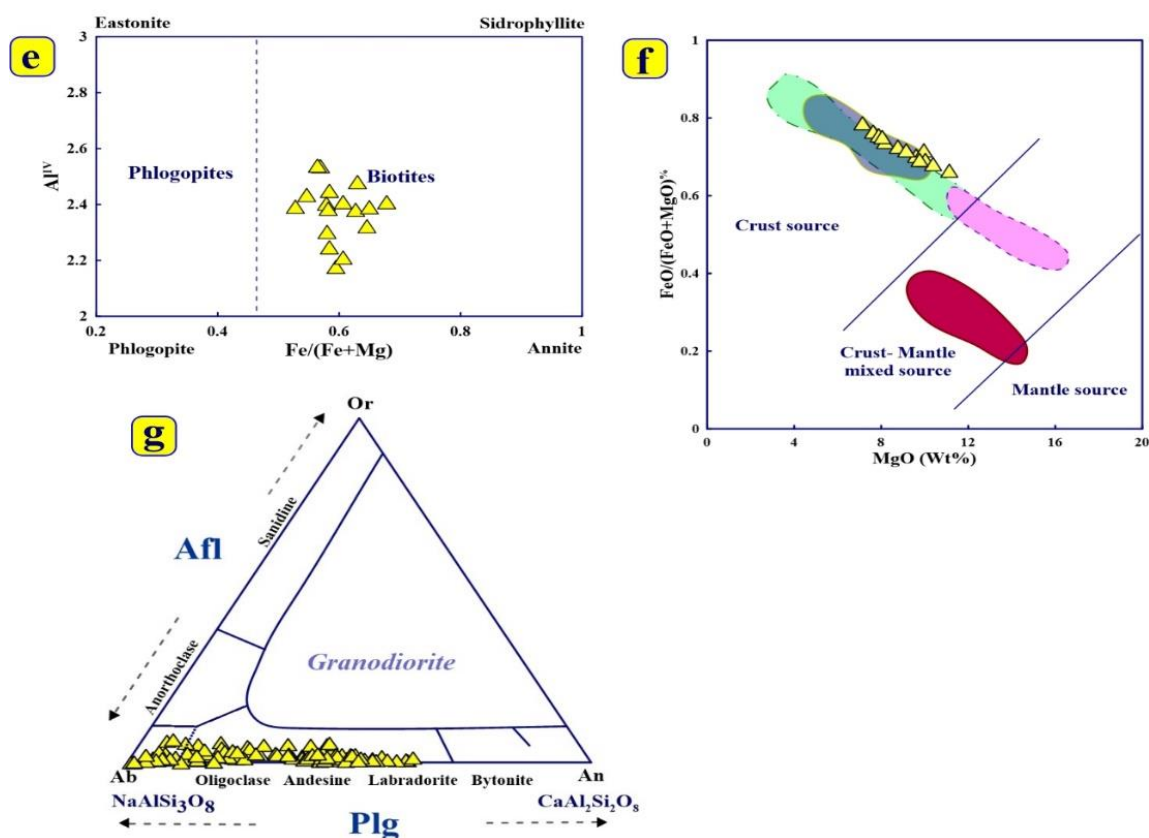 e
Eastonite Sidrophyllite
3
2.8
2.6
2.4
2.2
2
Al^IV
Phlogopites
Biotites
0.2 0.4 0.6 0.8 1
Phlogopite Fe/(Fe+Mg) Annite
f
1
0.8
0.6
0.4
0.2
0
FeO/(FeO+MgO)%
Crust source
Crust- Mantle
mixed source
Mantle source
0 4 8 12 16 20
MgO (Wt%)
g
Or
Sanidine
Afl
Anorthoclase
Granodiorite
Ab An
Oligoclase Andesine Labradorite Bytonite
NaAlSi₃O₈ CaAl₂Si₂O₈
Plg